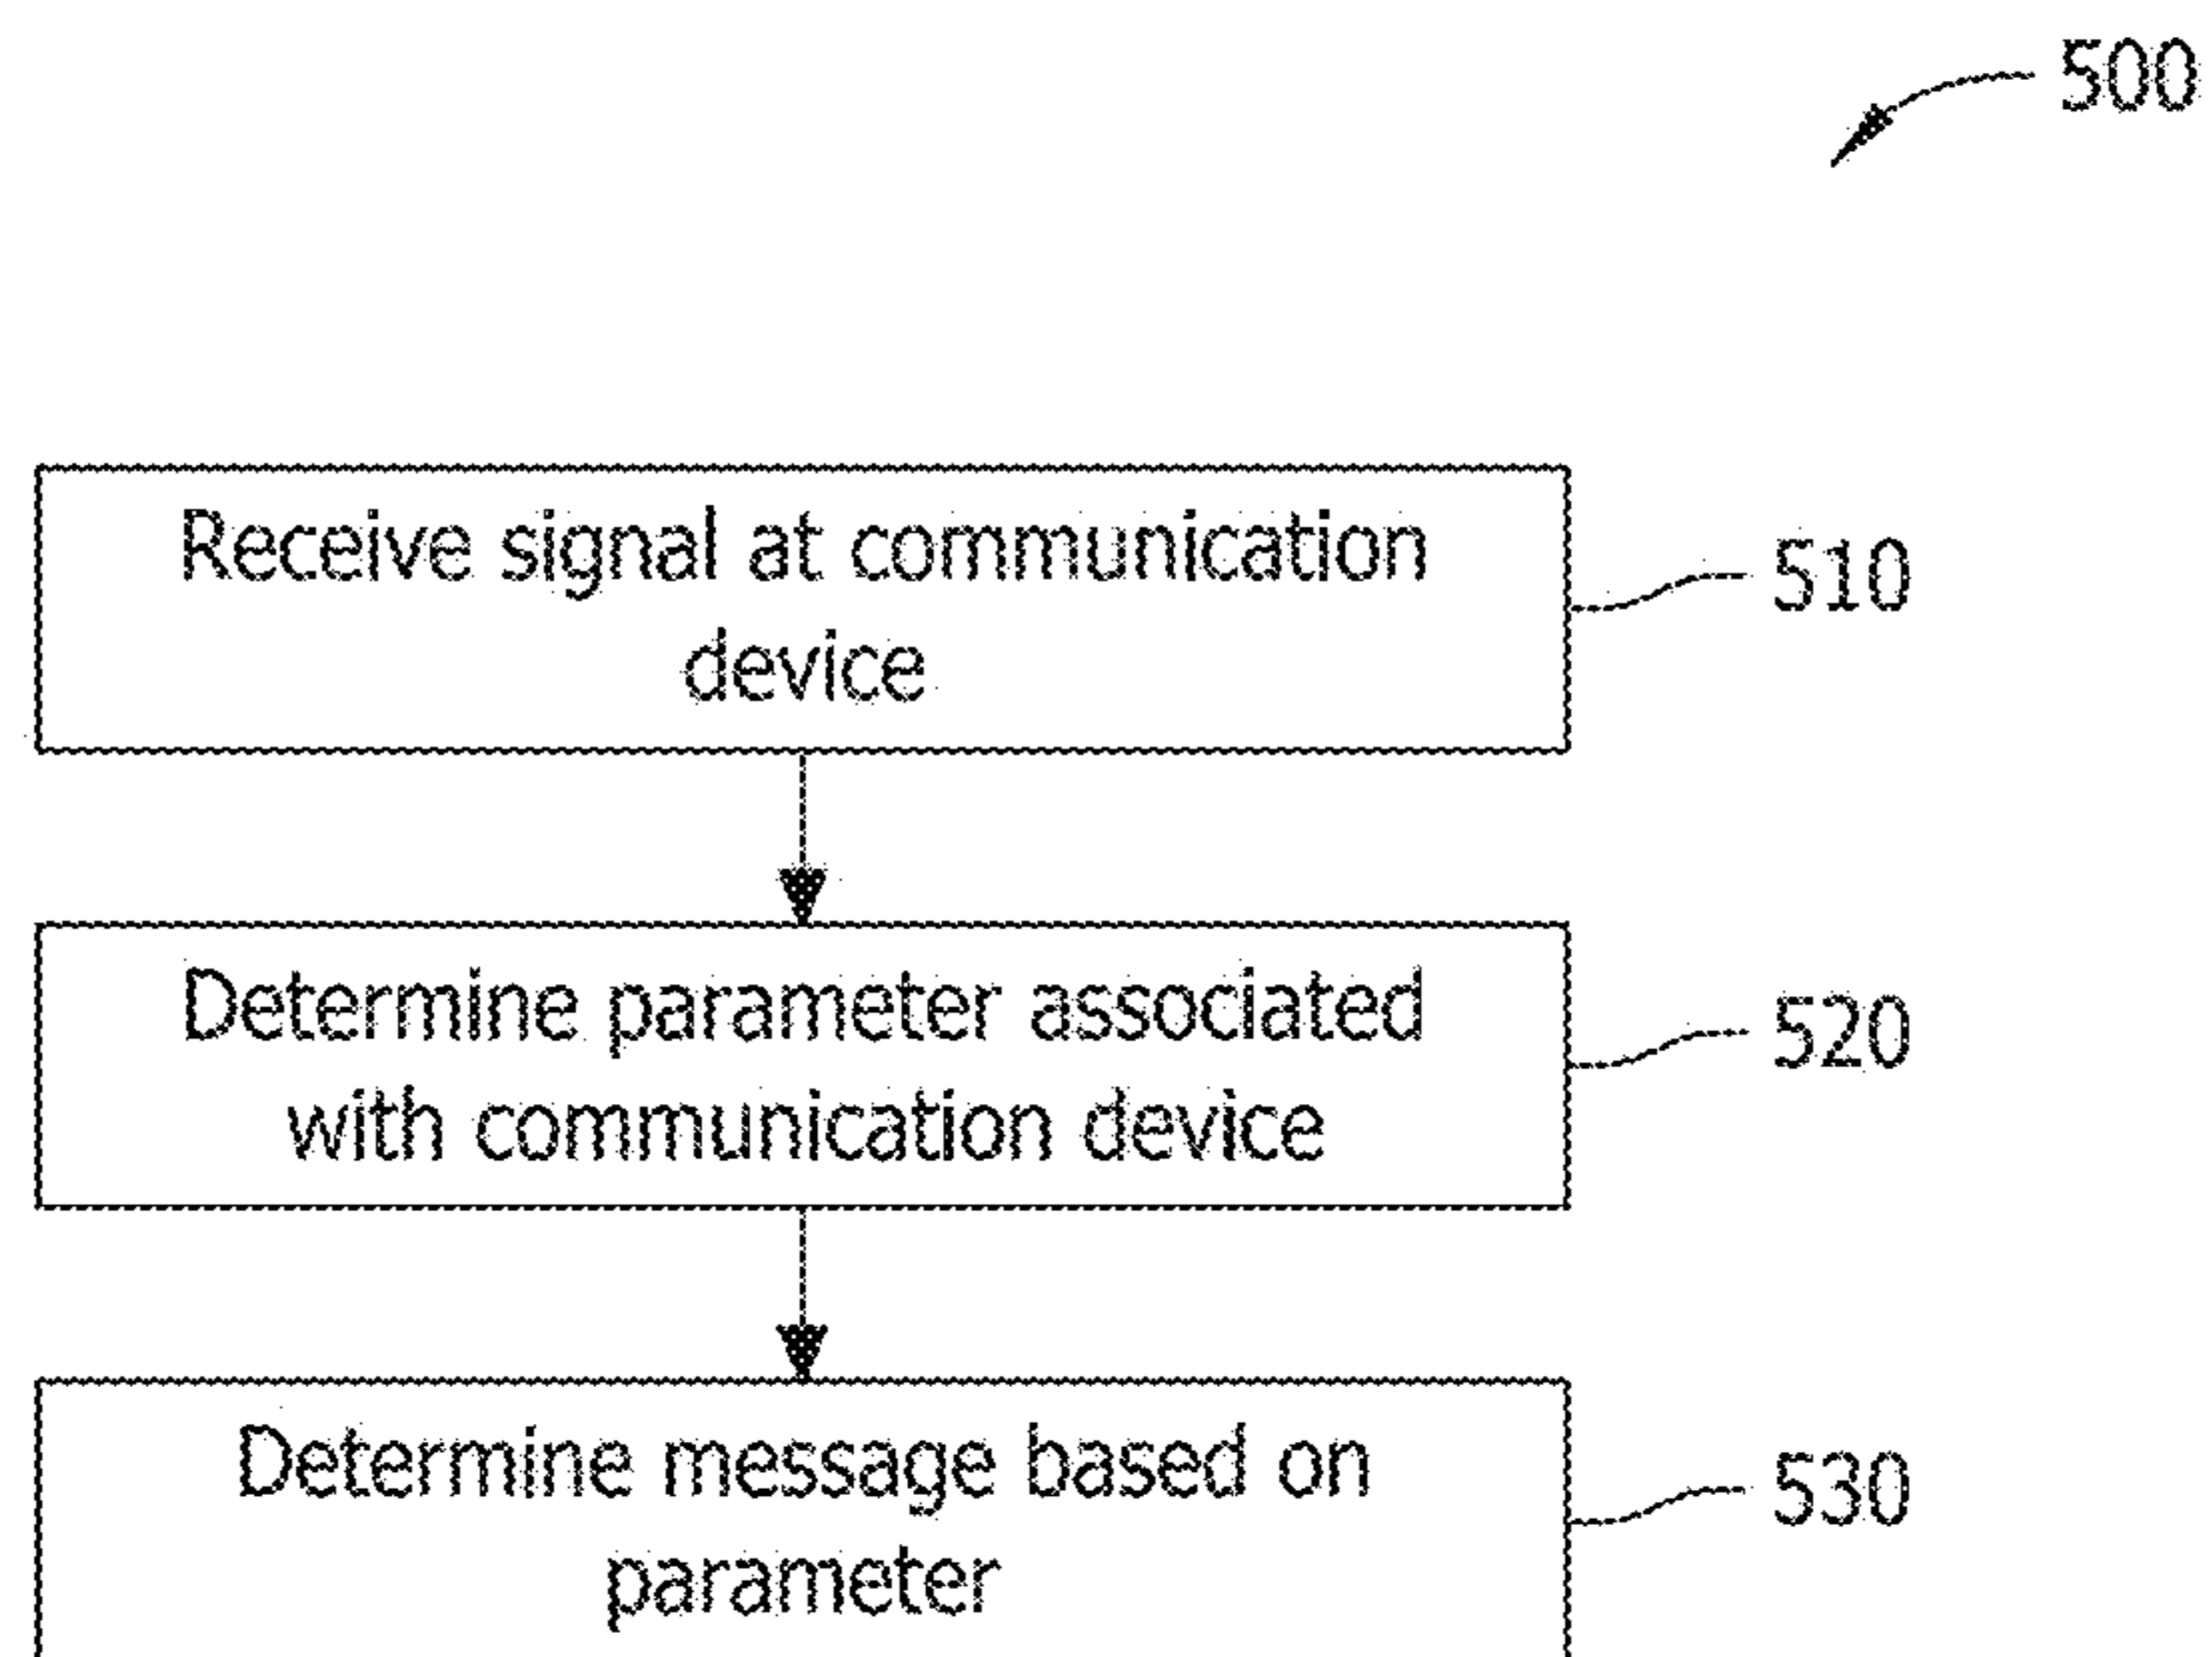 500
Receive signal at communication
device
510
Determine parameter associated
with communication device
520
Determine message based on
parameter
530